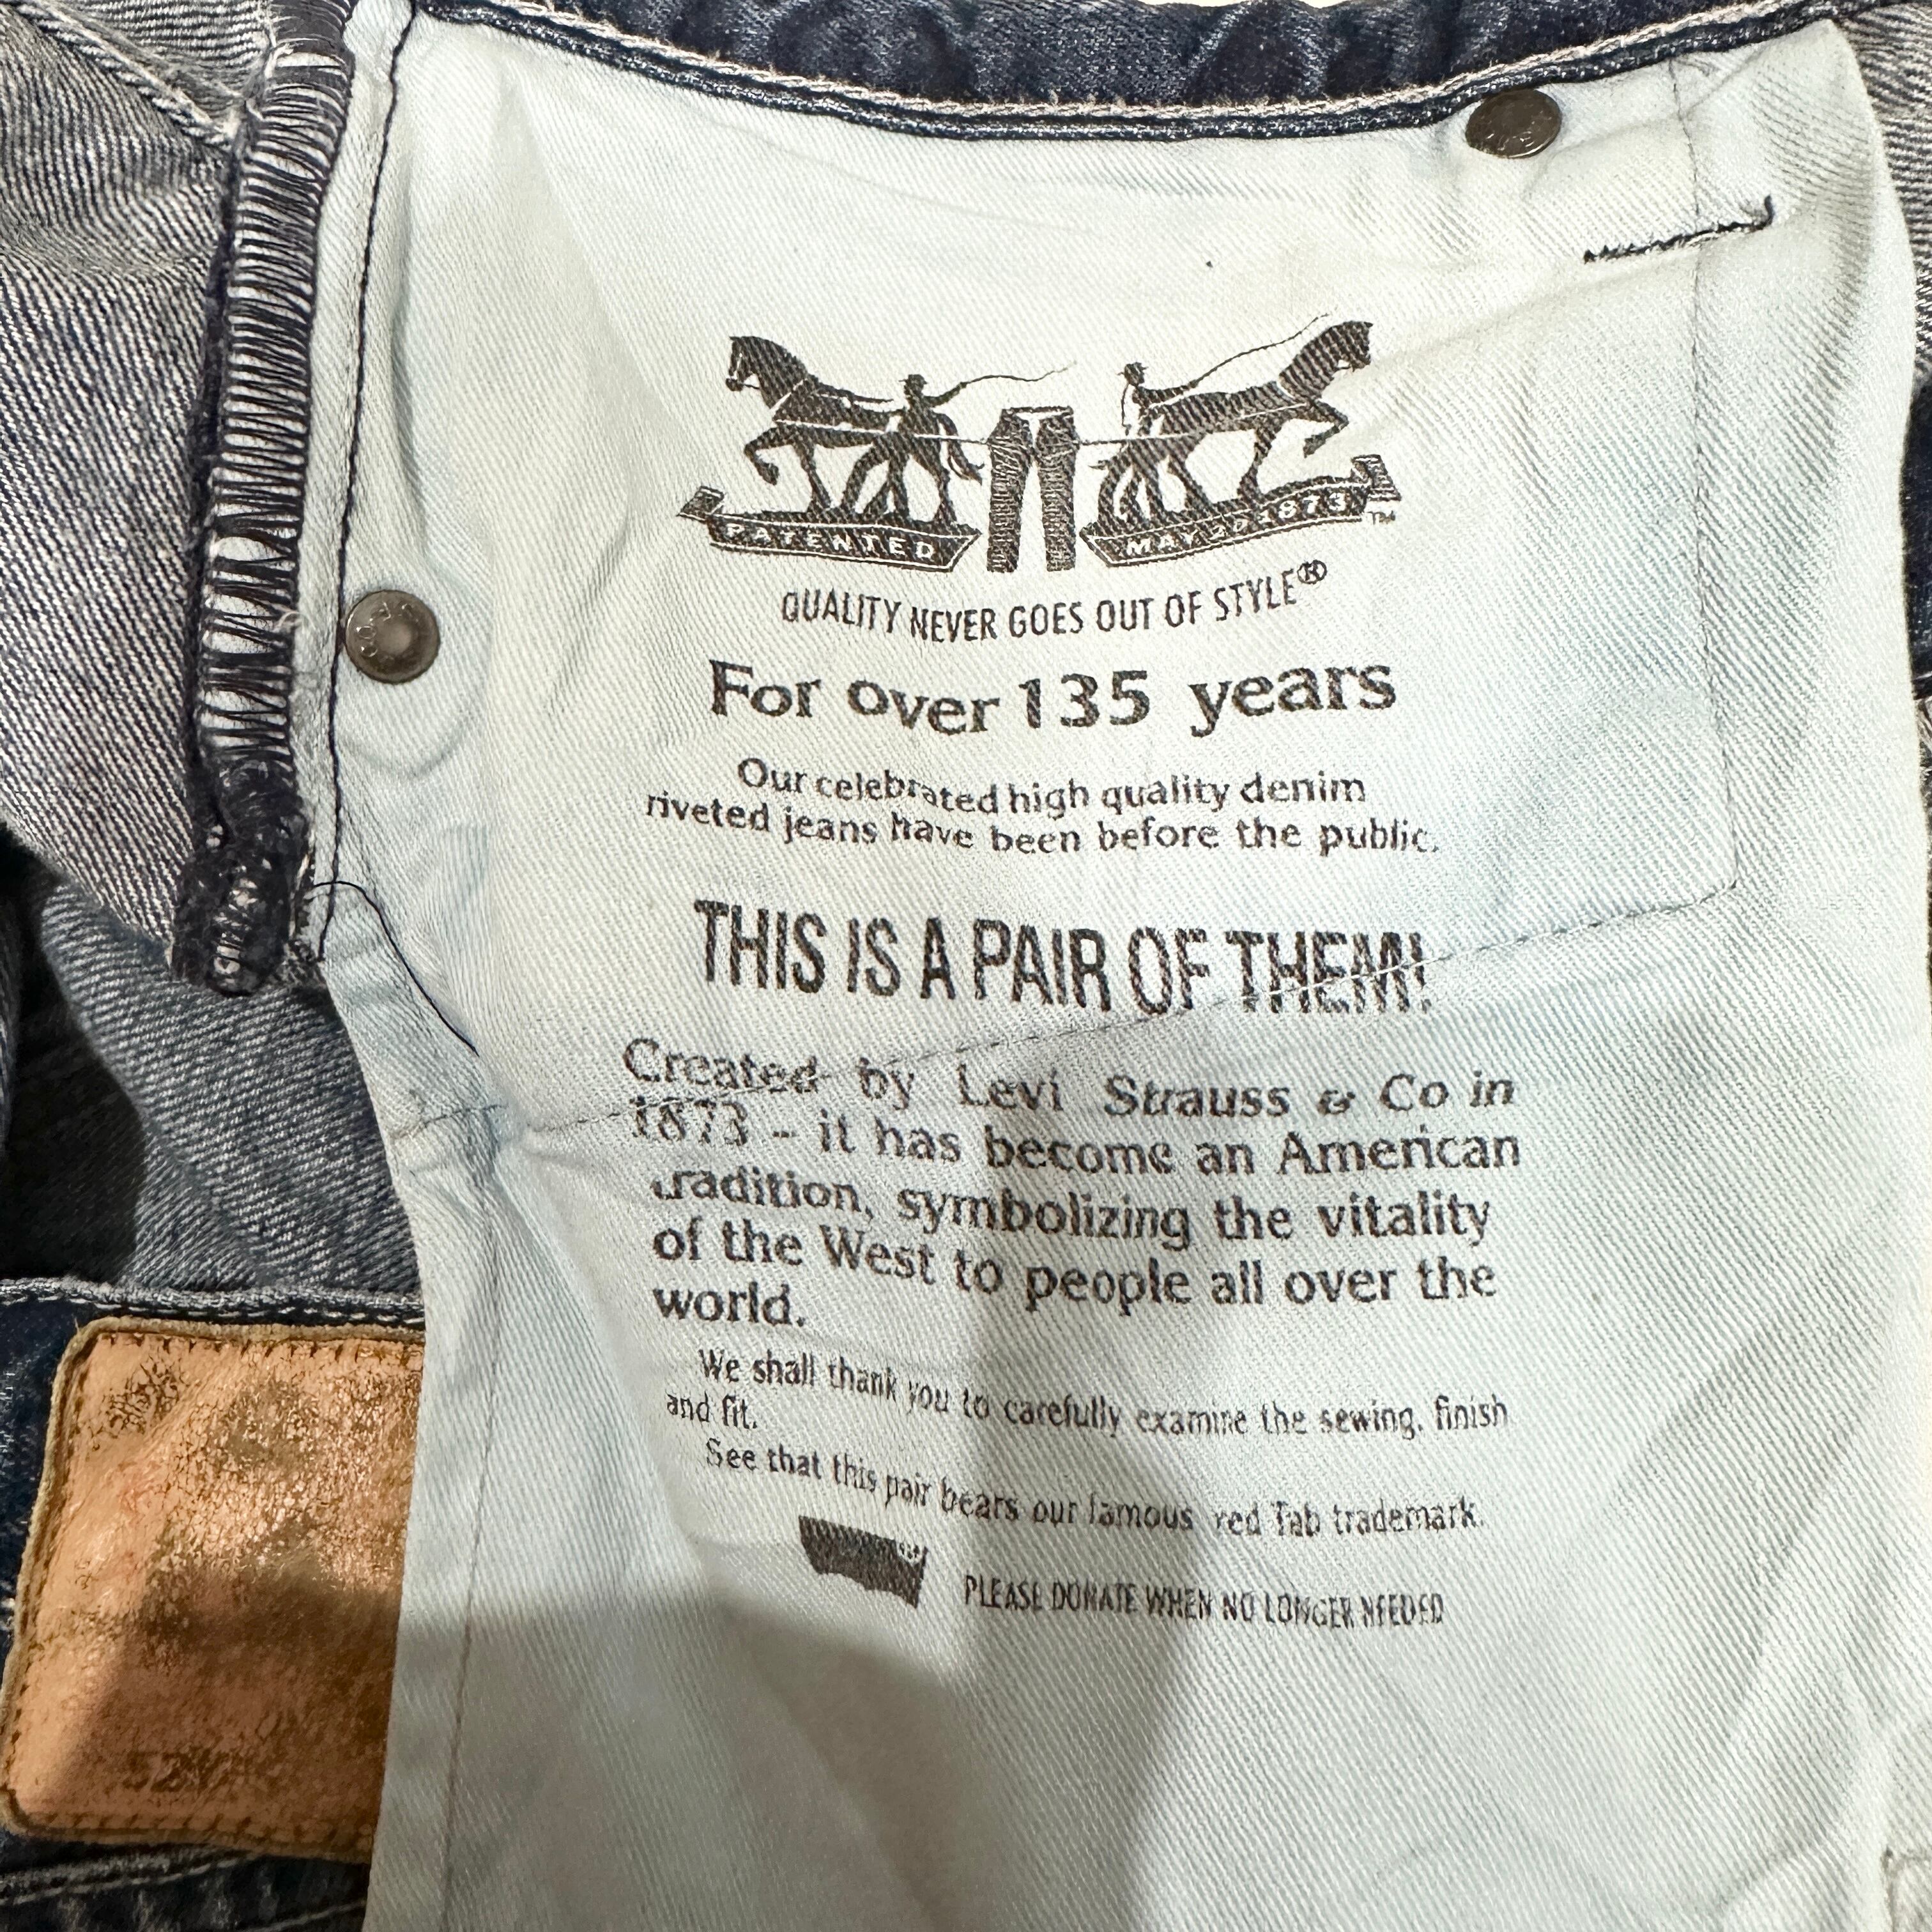 PATENTED
MAY 20 1873 TM
QUALITY NEVER GOES OUT OF STYLE®
For over 135 years
Our celebrated high quality denim
riveted jeans have been before the public.
THIS IS A PAIR OF THEM!
Created by Levi Strauss & Co in
1873 - it has become an American
tradition, symbolizing the vitality
of the West to people all over the
world.
We shall thank you to carefully examine the sewing, finish
and fit.
See that this pair bears our famous red Tab trademark.
PLEASE DONATE WHEN NO LONGER NEEDED